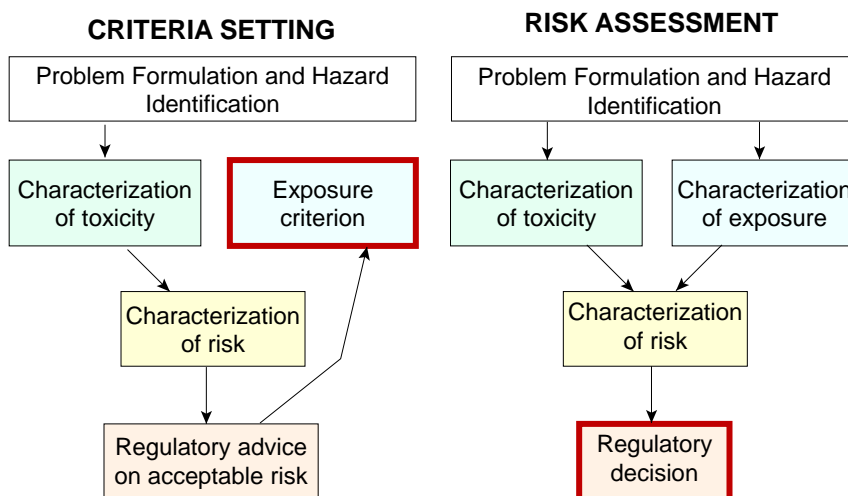 CRITERIA SETTING
Problem Formulation and Hazard
Identification
Characterization
of toxicity
Exposure
criterion
Characterization
of risk
Regulatory advice
on acceptable risk
RISK ASSESSMENT
Problem Formulation and Hazard
Identification
Characterization
of toxicity
Characterization
of exposure
Characterization
of risk
Regulatory
decision